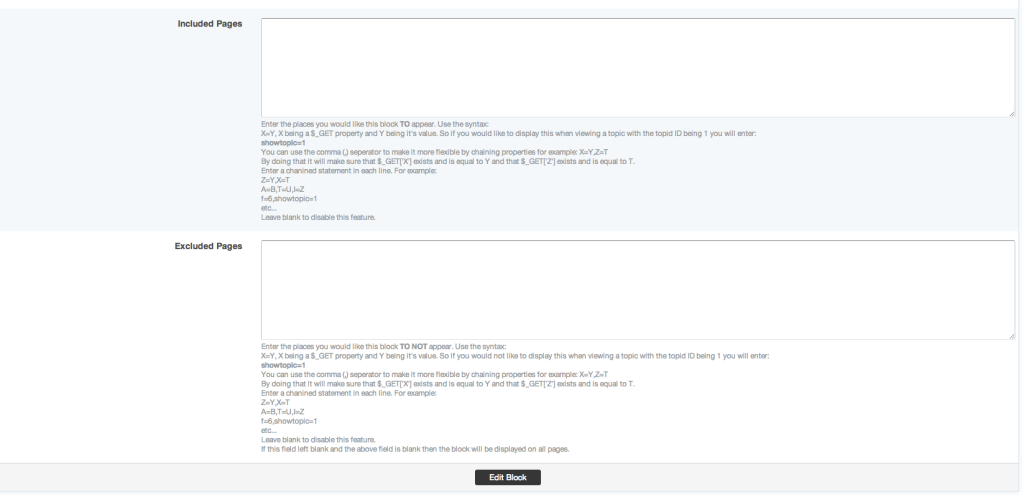 Included Pages
Enter the places you would like this block TO appear. Use the syntax:
X=Y, X being a $_GET property and Y being it's value. So if you would like to display this when viewing a topic with the topid ID being 1 you will enter:
showtopic=1
You can use the comma (,) seperator to make it more flexible by chaining properties for example: X=Y,Z=T
By doing that it will make sure that $_GET['X'] exists and is equal to Y and that $_GET['Z'] exists and is equal to T.
Enter a chanined statement in each line. For example:
Z=Y,X=T
A=B,T=U,I=Z
f=6,showtopic=1
etc...
Leave blank to disable this feature.
Excluded Pages
Enter the places you would like this block TO NOT appear. Use the syntax:
X=Y, X being a $_GET property and Y being it's value. So if you would not like to display this when viewing a topic with the topid ID being 1 you will enter:
showtopic=1
You can use the comma (,) seperator to make it more flexible by chaining properties for example: X=Y,Z=T
By doing that it will make sure that $_GET['X'] exists and is equal to Y and that $_GET['Z'] exists and is equal to T.
Enter a chanined statement in each line. For example:
Z=Y,X=T
A=B,T=U,I=Z
f=6,showtopic=1
etc...
Leave blank to disable this feature.
If this field left blank and the above field is blank then the block will be displayed on all pages.
Edit Block